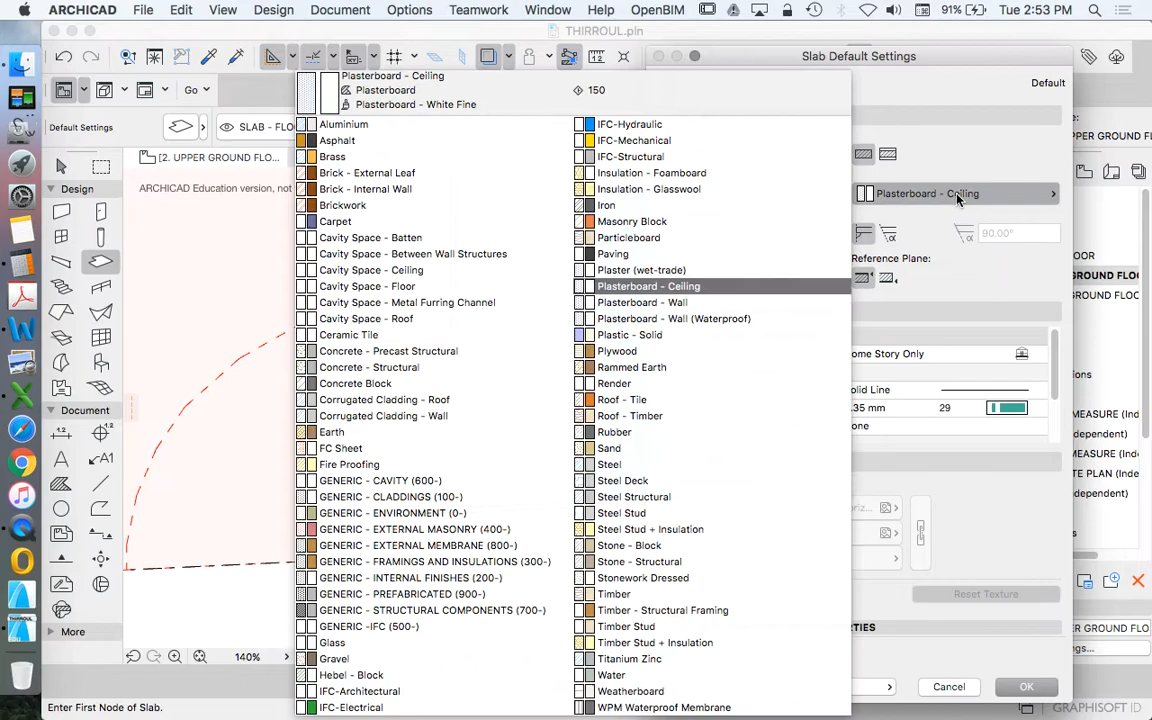 ARCHICAD File Edit View Design Document Options Teamwork Window Help OpenBIM 91% Tue 2:53 PM
THIRROUL.pln
Slab Default Settings
Go
Default
Default Settings
SLAB - FLO
[2. UPPER GROUND FLO...
ARCHICAD Education version, not
Design
Document
More
140%
Enter First Node of Slab.
Plasterboard - Ceiling
Plasterboard
150
Plasterboard - White Fine
Aluminium
Asphalt
Brass
Brick - External Leaf
Brick - Internal Wall
Brickwork
Carpet
Cavity Space - Batten
Cavity Space - Between Wall Structures
Cavity Space - Ceiling
Cavity Space - Floor
Cavity Space - Metal Furring Channel
Cavity Space - Roof
Ceramic Tile
Concrete - Precast Structural
Concrete - Structural
Concrete Block
Corrugated Cladding - Roof
Corrugated Cladding - Wall
Earth
FC Sheet
Fire Proofing
GENERIC - CAVITY (600-)
GENERIC - CLADDINGS (100-)
GENERIC - ENVIRONMENT (0-)
GENERIC - EXTERNAL MASONRY (400-)
GENERIC - EXTERNAL MEMBRANE (800-)
GENERIC - FRAMINGS AND INSULATIONS (300-)
GENERIC - INTERNAL FINISHES (200-)
GENERIC - PREFABRICATED (900-)
GENERIC - STRUCTURAL COMPONENTS (700-)
GENERIC -IFC (500-)
Glass
Gravel
Hebel - Block
IFC-Architectural
IFC-Electrical
IFC-Hydraulic
IFC-Mechanical
IFC-Structural
Insulation - Foamboard
Insulation - Glasswool
Iron
Masonry Block
Particleboard
Paving
Plaster (wet-trade)
Plasterboard - Ceiling
Plasterboard - Wall
Plasterboard - Wall (Waterproof)
Plastic - Solid
Plywood
Rammed Earth
Render
Roof - Tile
Roof - Timber
Rubber
Sand
Steel
Steel Deck
Steel Structural
Steel Stud
Steel Stud + Insulation
Stone - Block
Stone - Structural
Stonework Dressed
Timber
Timber - Structural Framing
Timber Stud
Timber Stud + Insulation
Titanium Zinc
Water
Weatherboard
WPM Waterproof Membrane
Plasterboard - Ceiling
90.00°
Reference Plane:
ome Story Only
olid Line
.35 mm 29
one
Reset Texture
PERTIES
Cancel
OK
OOR
GROUND FLOO
ROUND FLOO
tions
MEASURE (Ind
dependent)
MEASURE (Ind
TE PLAN (Inde
ependent)
ER GROUND FLO
ngs...
GRAPHISOFT ID